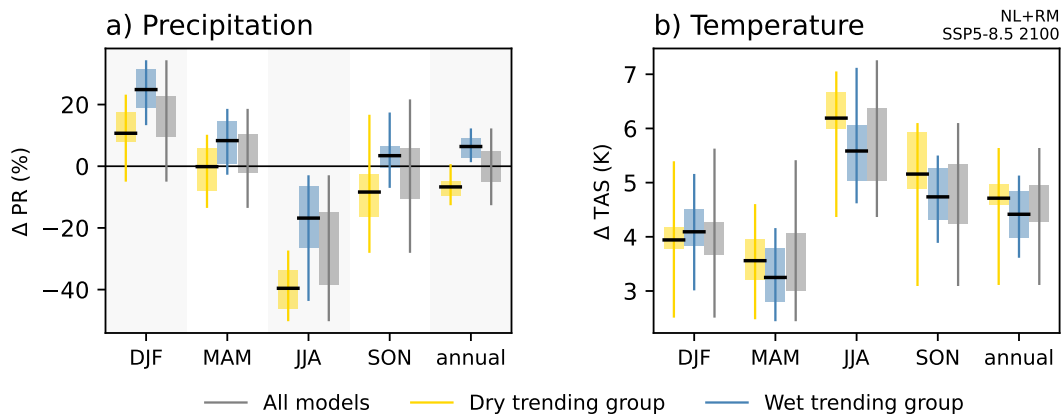 a) Precipitation
b) Temperature
NL+RM
SSP5-8.5 2100
Δ PR (%)
20
0
−20
−40
DJF
MAM
JJA
SON
annual
Δ TAS (K)
7
6
5
4
3
DJF
MAM
JJA
SON
annual
All models
Dry trending group
Wet trending group